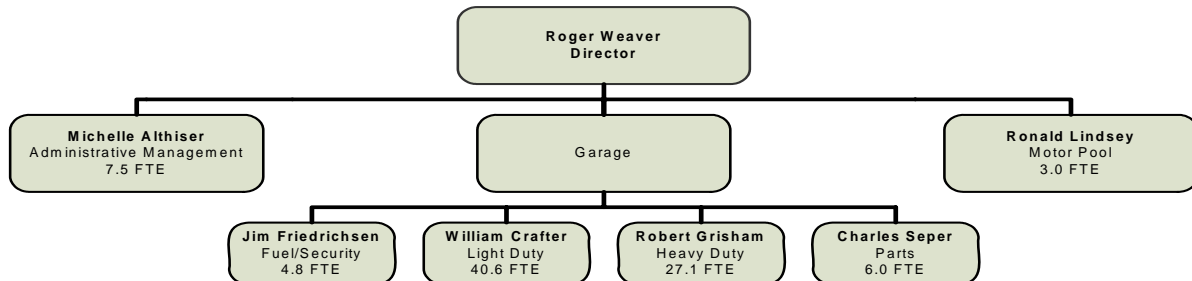 Roger Weaver
Director
Michelle Althiser
Administrative Management
7.5 FTE
Garage
Ronald Lindsey
Motor Pool
3.0 FTE
Jim Friedrichsen
Fuel/Security
4.8 FTE
William Crafter
Light Duty
40.6 FTE
Robert Grisham
Heavy Duty
27.1 FTE
Charles Seper
Parts
6.0 FTE